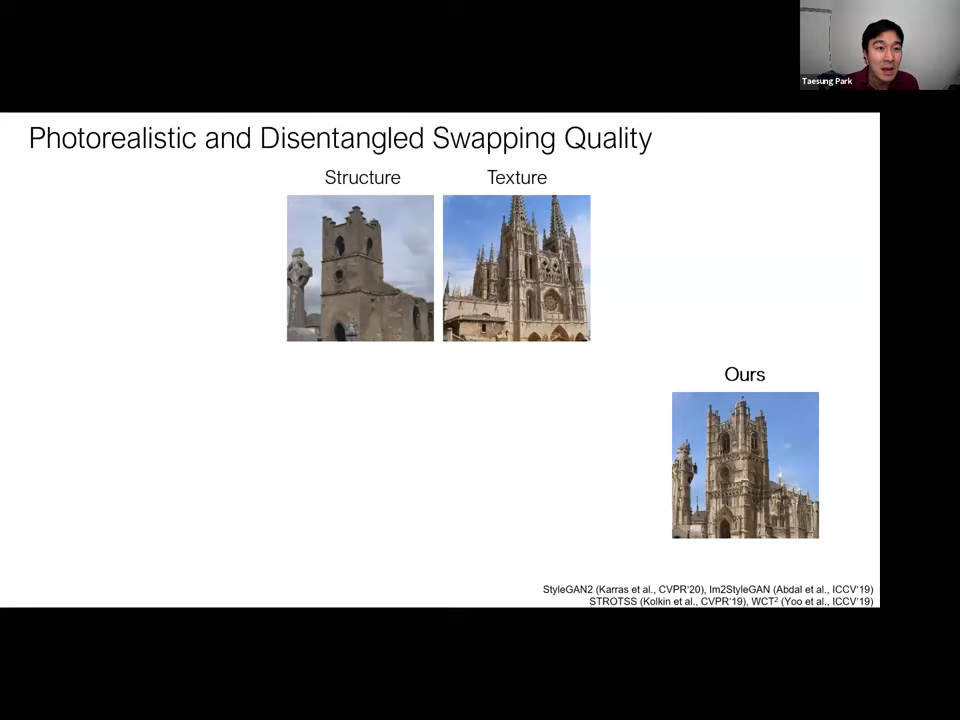 Taesung Park
Photorealistic and Disentangled Swapping Quality
Structure
Texture
Ours
StyleGAN2 (Karras et al., CVPR'20), Im2StyleGAN (Abdal et al., ICCV'19)
STROTSS (Kolkin et al., CVPR'19), WCT² (Yoo et al., ICCV'19)